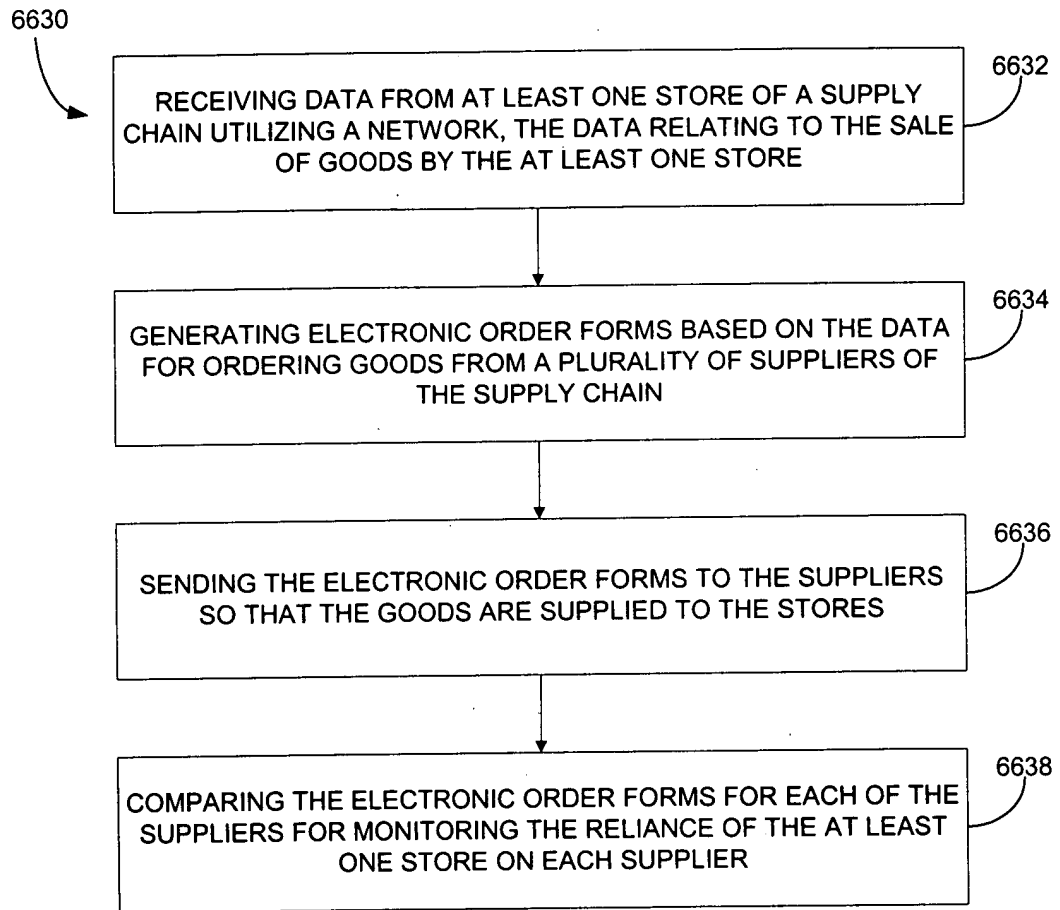 6630
6632
RECEIVING DATA FROM AT LEAST ONE STORE OF A SUPPLY
CHAIN UTILIZING A NETWORK, THE DATA RELATING TO THE SALE
OF GOODS BY THE AT LEAST ONE STORE
6634
GENERATING ELECTRONIC ORDER FORMS BASED ON THE DATA
FOR ORDERING GOODS FROM A PLURALITY OF SUPPLIERS OF
THE SUPPLY CHAIN
6636
SENDING THE ELECTRONIC ORDER FORMS TO THE SUPPLIERS
SO THAT THE GOODS ARE SUPPLIED TO THE STORES
6638
COMPARING THE ELECTRONIC ORDER FORMS FOR EACH OF THE
SUPPLIERS FOR MONITORING THE RELIANCE OF THE AT LEAST
ONE STORE ON EACH SUPPLIER